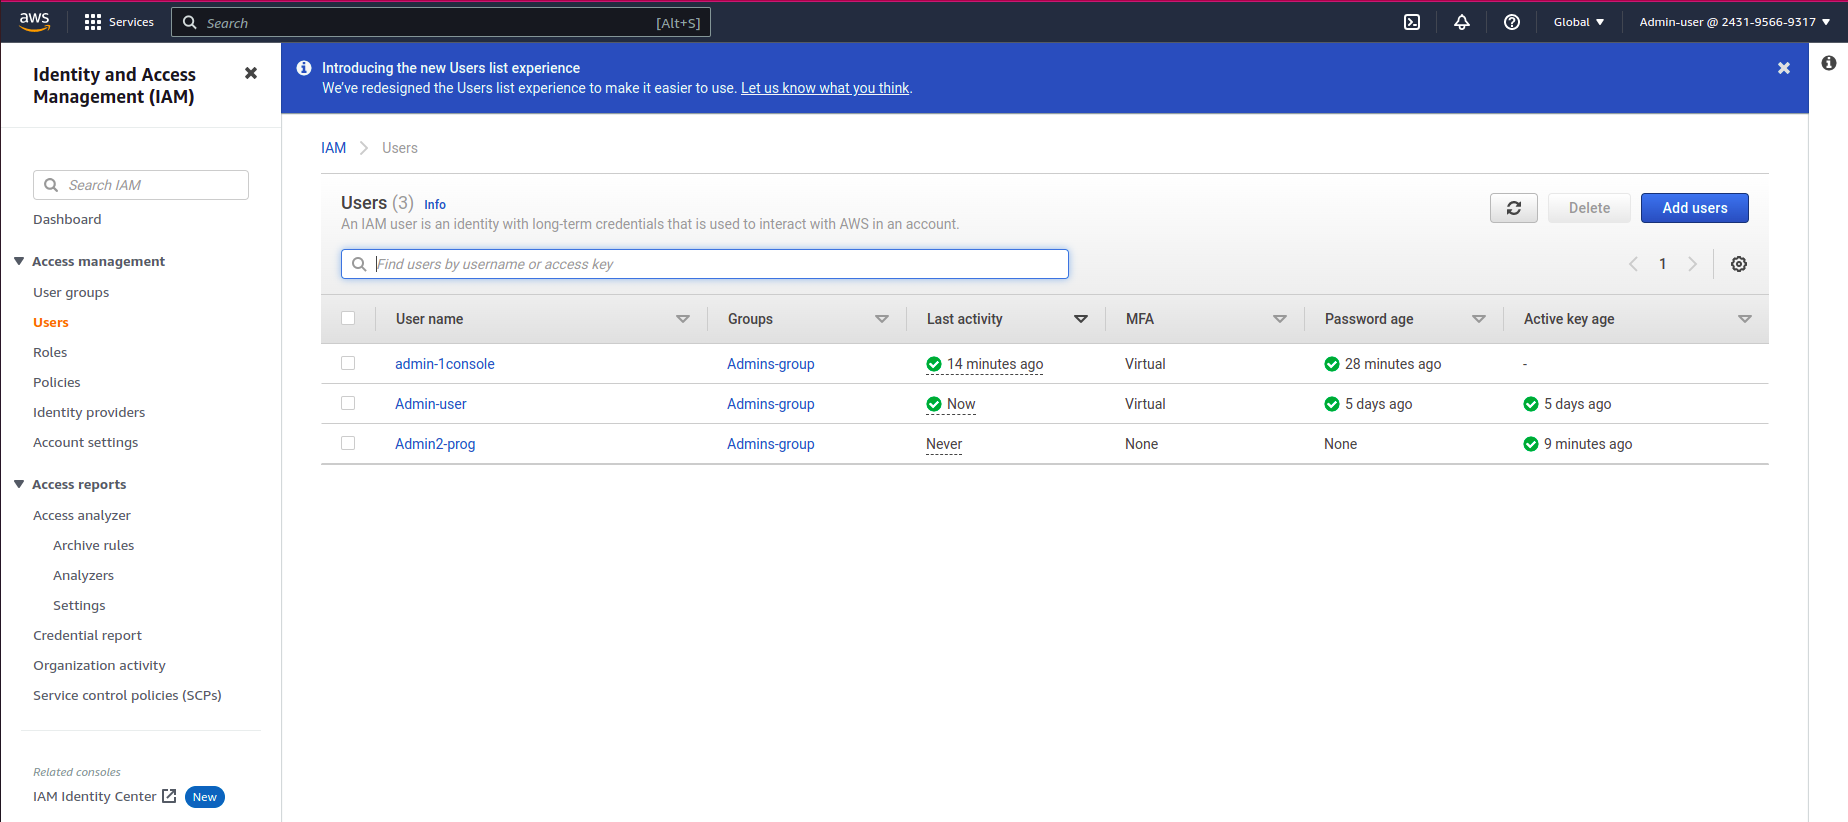 aws
Services
Search [Alt+S]
Global
Admin-user @ 2431-9566-9317
Identity and Access
Management (IAM)
Search IAM
Dashboard
Access management
User groups
Users
Roles
Policies
Identity providers
Account settings
Access reports
Access analyzer
Archive rules
Analyzers
Settings
Credential report
Organization activity
Service control policies (SCPs)
Related consoles
IAM Identity Center New
Introducing the new Users list experience
We've redesigned the Users list experience to make it easier to use. Let us know what you think.
IAM Users
Users (3) Info
An IAM user is an identity with long-term credentials that is used to interact with AWS in an account.
Delete
Add users
Find users by username or access key
1
User name Groups Last activity MFA Password age Active key age
admin-1console Admins-group 14 minutes ago Virtual 28 minutes ago -
Admin-user Admins-group Now Virtual 5 days ago 5 days ago
Admin2-prog Admins-group Never None None 9 minutes ago